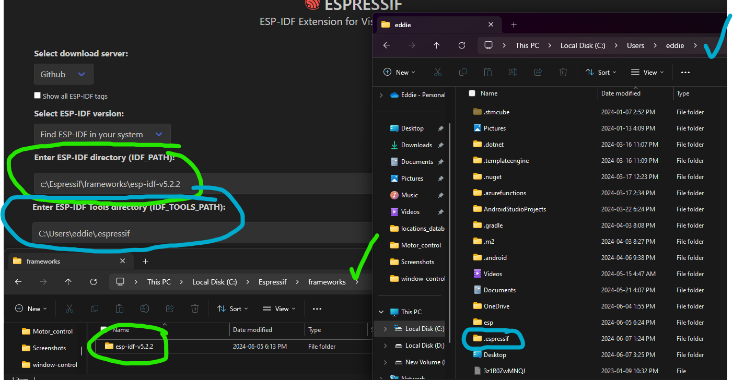 ESPRESSIF
ESP-IDF Extension for Vis
Select download server:
Github
Show all ESP-IDF tags
Select ESP-IDF version:
Find ESP-IDF in your system
Enter ESP-IDF directory (IDF_PATH):
c:\Espressif\frameworks\esp-idf-v5.2.2
Enter ESP-IDF Tools directory (IDF_TOOLS_PATH):
C:\Users\eddie\.espressif
frameworks
This PC > Local Disk (C:) > Espressif > frameworks >
New
Sort
View
Name
Date modified
Type
Motor_control
Screenshots
window-control
esp-idf-v5.2.2
2024-06-05 6:13 PM
File folder
eddie
This PC > Local Disk (C:) > Users > eddie >
New
Sort
View
Eddie - Personal
Desktop
Downloads
Documents
Pictures
Music
Videos
locations_datab
Motor_control
Screenshots
window-control
This PC
Local Disk (C:)
Local Disk (D:)
New Volume (
Network
Name
Date modified
Type
.stmcube
2024-01-07 2:52 PM
File folder
Pictures
2024-01-13 4:09 PM
File folder
.dotnet
2024-03-16 11:07 PM
File folder
.templateengine
2024-03-16 11:09 PM
File folder
.nuget
2024-03-17 12:23 PM
File folder
.azurefunctions
2024-03-17 2:34 PM
File folder
AndroidStudioProjects
2024-03-22 6:24 PM
File folder
.gradle
2024-04-03 8:08 PM
File folder
.m2
2024-04-03 8:27 PM
File folder
.android
2024-04-06 9:38 PM
File folder
Videos
2024-05-15 4:47 AM
File folder
Documents
2024-05-21 4:07 PM
File folder
OneDrive
2024-06-04 1:55 PM
File folder
esp
2024-06-05 6:24 PM
File folder
.espressif
2024-06-07 1:24 PM
File folder
Desktop
2024-06-07 3:25 PM
File folder
2023-01-09 10:32 PM
File folder